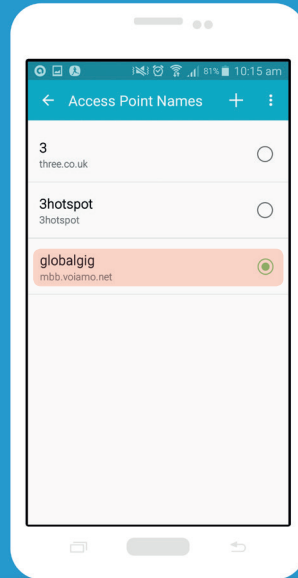 81% 10:15 am
Access Point Names
3
three.co.uk
3hotspot
3hotspot
globalgig
mbb.voiamo.net